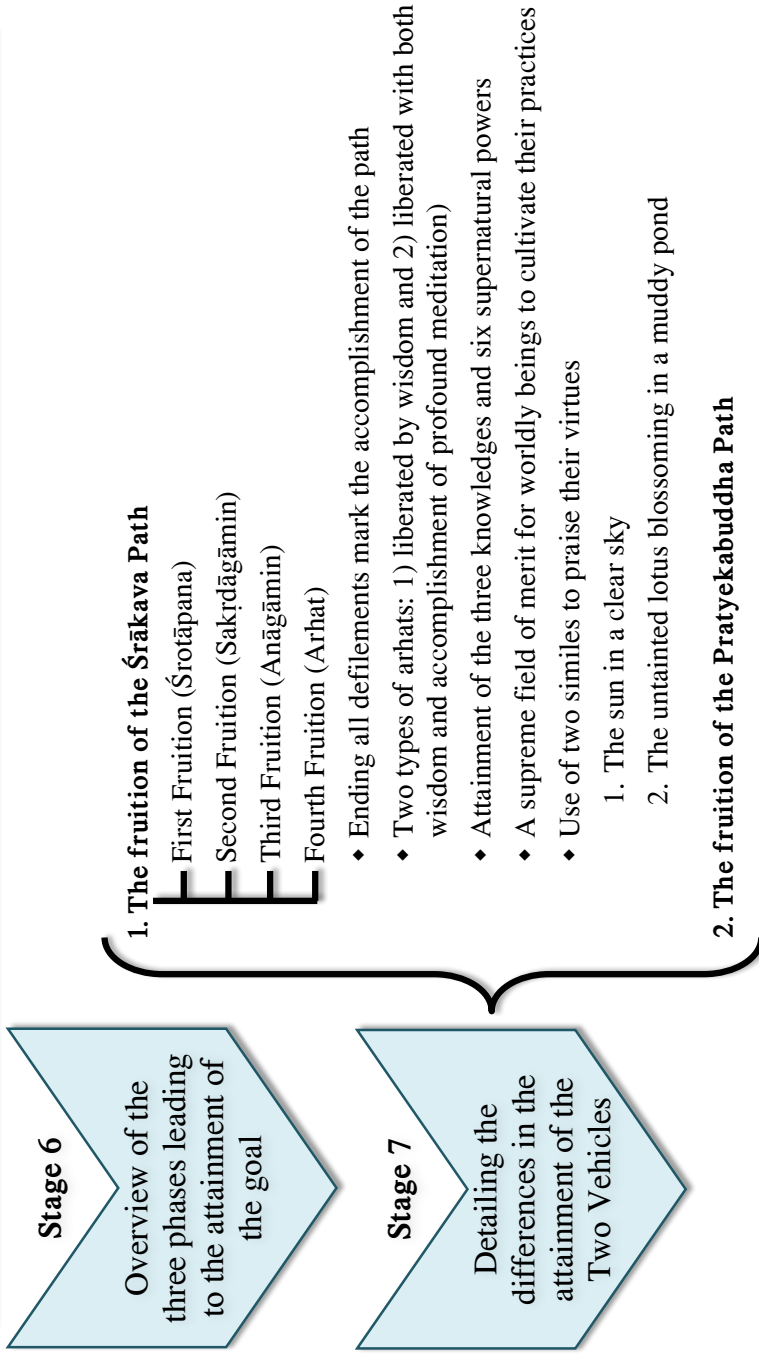 Stage 6
Overview of the
three phases leading
to the attainment of
the goal
Stage 7
Detailing the
differences in the
attainment of the
Two Vehicles
1. The fruition of the Śrākava Path
First Fruition (Śrotāpana)
Second Fruition (Sakṛdāgāmin)
Third Fruition (Anāgāmin)
Fourth Fruition (Arhat)
◆ Ending all defilements mark the accomplishment of the path
◆ Two types of arhats: 1) liberated by wisdom and 2) liberated with both
wisdom and accomplishment of profound meditation)
◆ Attainment of the three knowledges and six supernatural powers
◆ A supreme field of merit for worldly beings to cultivate their practices
◆ Use of two similes to praise their virtues
1. The sun in a clear sky
2. The untainted lotus blossoming in a muddy pond
2. The fruition of the Pratyekabuddha Path